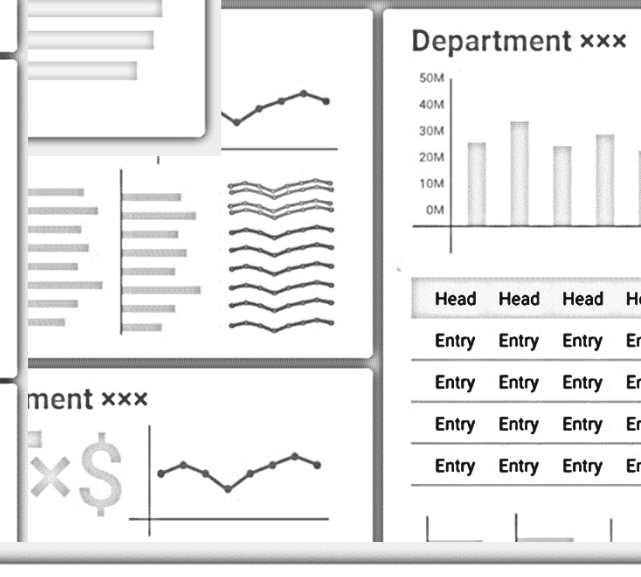 Department ×××
50M
40M
30M
20M
10M
0M
Head Head Head
Entry Entry Entry
Entry Entry Entry
Entry Entry Entry
Entry Entry Entry
ment ×××
×$